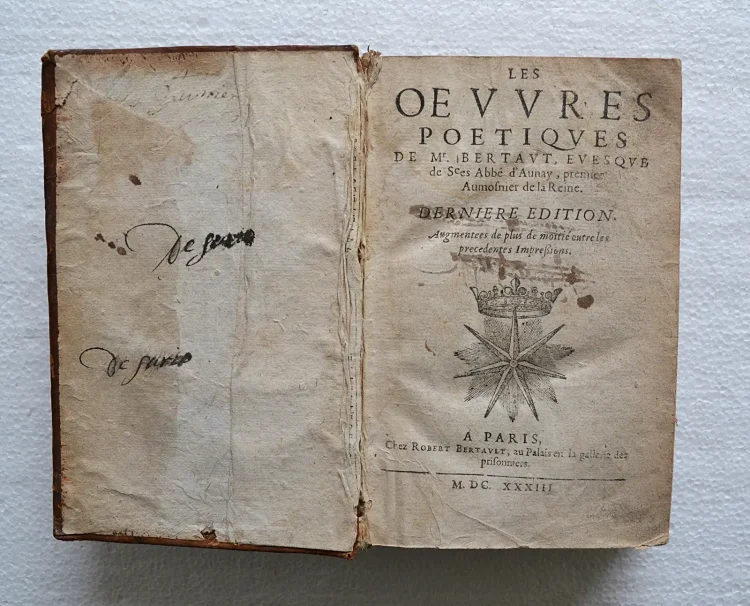 De
De
LES
OEVVRES
POETIQVES
DE Mr. BERTAVT, EVESQVE
de Sees Abbé d'Aunay, premier
Aumosnier de la Reine.
DERNIERE EDITION.
Augmentees de plus de moitié outre les
precedentes Impreſsions.
A PARIS,
Chez ROBERT BERTAVLT, au Palais en la gallerie des
priſonniers.
M. DC. XXXIII